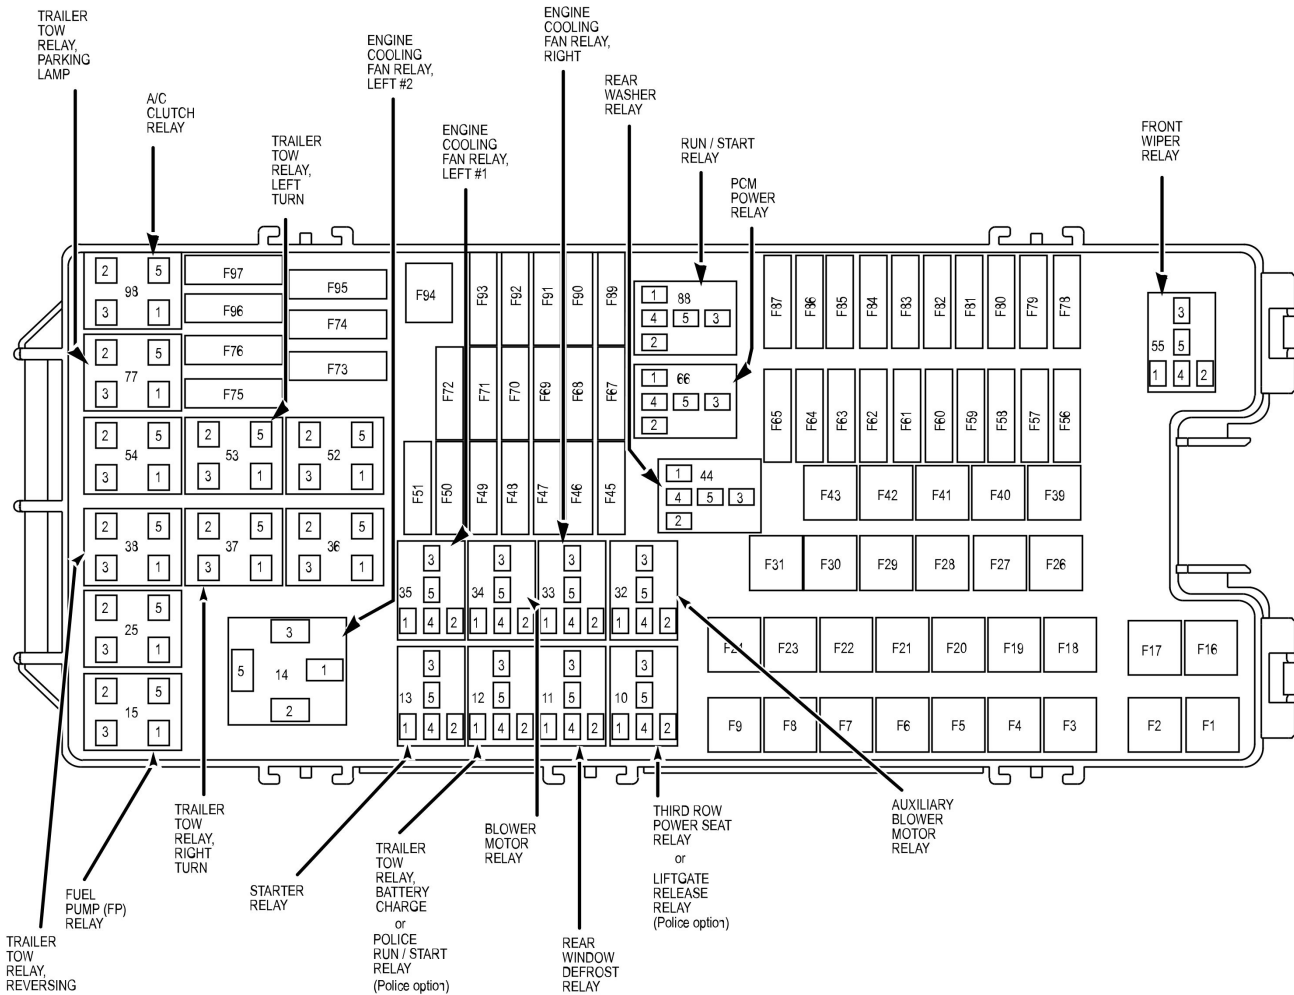 TRAILER
TOW
RELAY,
PARKING
LAMP
A/C
CLUTCH
RELAY
TRAILER
TOW
RELAY,
LEFT
TURN
ENGINE
COOLING
FAN RELAY,
LEFT #2
ENGINE
COOLING
FAN RELAY,
LEFT #1
ENGINE
COOLING
FAN RELAY,
RIGHT
REAR
WASHER
RELAY
RUN / START
RELAY
PCM
POWER
RELAY
FRONT
WIPER
RELAY
2 5
98
3 1
F97
F96
F95
F74
2 5
77
3 1
F76
F75
F73
F94
F93 F92 F91 F90 F89
F72 F71 F70 F69 F68 F67
F51 F50 F49 F48 F47 F46 F45
1 88
4 5 3
2
1 66
4 5 3
2
1 44
4 5 3
2
F87 F86 F85 F84 F83 F82 F81 F80 F79 F78
F65 F64 F63 F62 F61 F60 F59 F58 F57 F56
3
55 5
1 4 2
2 5
54
3 1
2 5
53
3 1
2 5
52
3 1
2 5
38
3 1
2 5
37
3 1
2 5
36
3 1
F43 F42 F41 F40 F39
F31 F30 F29 F28 F27 F26
3
35 5
1 4 2
3
34 5
1 4 2
3
33 5
1 4 2
3
32 5
1 4 2
2 5
25
3 1
3
5 14 1
2
2 5
15
3 1
3
13 5
1 4 2
3
12 5
1 4 2
3
11 5
1 4 2
3
10 5
1 4 2
F24 F23 F22 F21 F20 F19 F18 F17 F16
F9 F8 F7 F6 F5 F4 F3 F2 F1
TRAILER
TOW
RELAY,
REVERSING
FUEL
PUMP (FP)
RELAY
TRAILER
TOW
RELAY,
RIGHT
TURN
STARTER
RELAY
TRAILER
TOW
RELAY,
BATTERY
CHARGE
or
POLICE
RUN / START
RELAY
(Police option)
BLOWER
MOTOR
RELAY
REAR
WINDOW
DEFROST
RELAY
THIRD ROW
POWER SEAT
RELAY
or
LIFTGATE
RELEASE
RELAY
(Police option)
AUXILIARY
BLOWER
MOTOR
RELAY